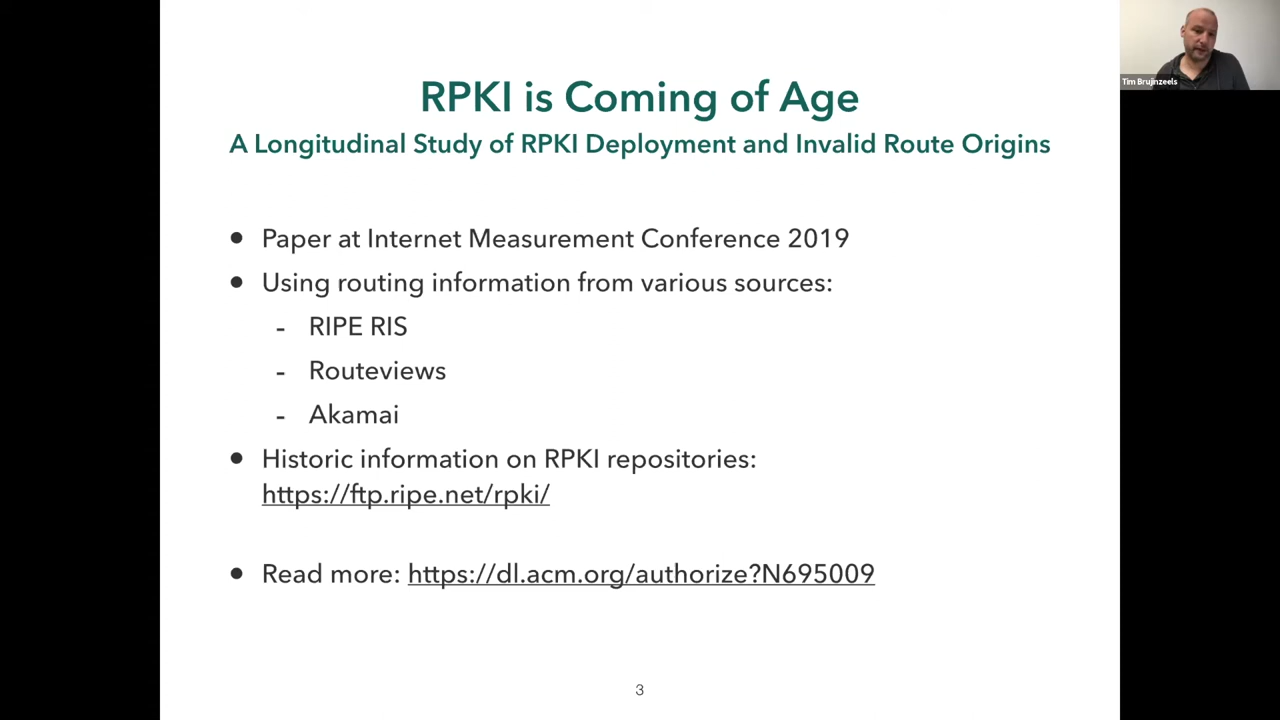 RPKI is Coming of Age
A Longitudinal Study of RPKI Deployment and Invalid Route Origins
• Paper at Internet Measurement Conference 2019
• Using routing information from various sources:
- RIPE RIS
- Routeviews
- Akamai
• Historic information on RPKI repositories:
https://ftp.ripe.net/rpki/
• Read more: https://dl.acm.org/authorize?N695009
3
Tim Bruijnzeels